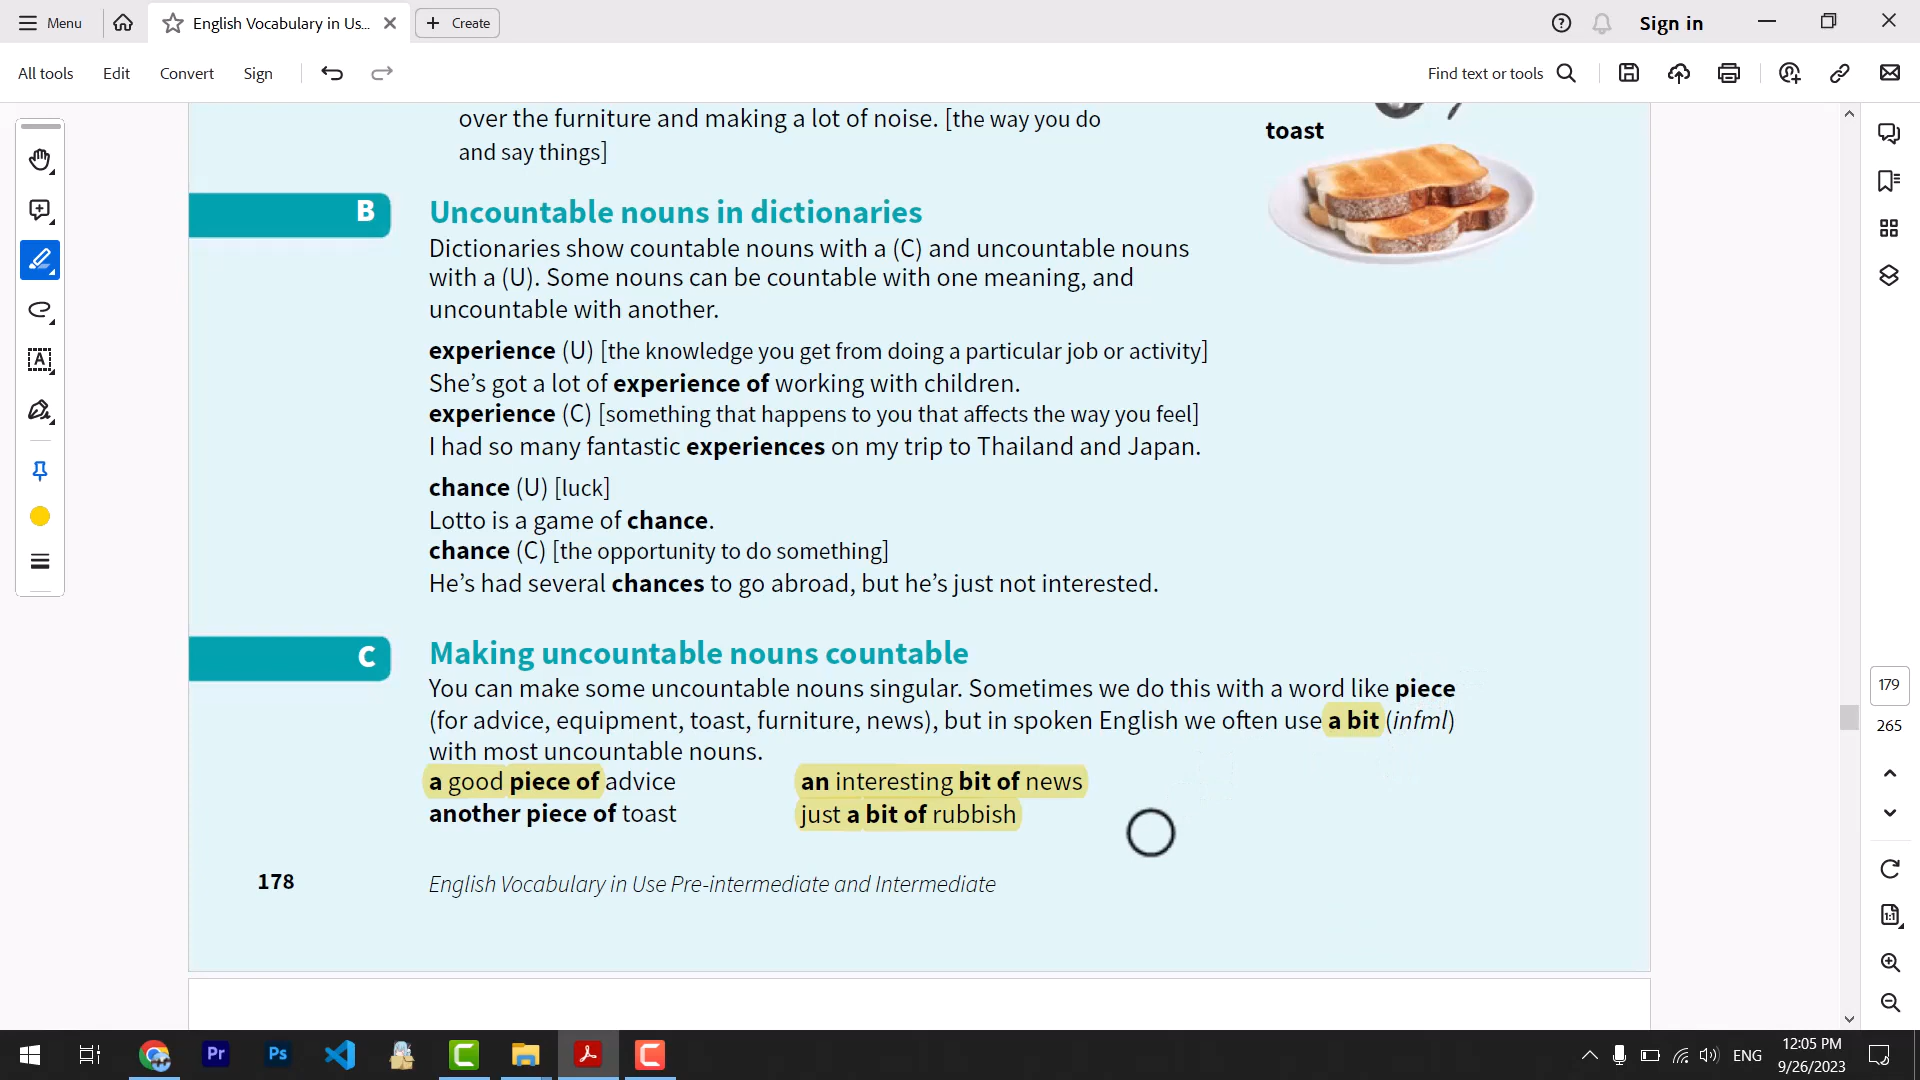 Menu
English Vocabulary in Us...
Create
Sign in
All tools
Edit
Convert
Sign
Find text or tools
over the furniture and making a lot of noise. [the way you do
and say things]
toast
B
Uncountable nouns in dictionaries
Dictionaries show countable nouns with a (C) and uncountable nouns
with a (U). Some nouns can be countable with one meaning, and
uncountable with another.
experience (U) [the knowledge you get from doing a particular job or activity]
She’s got a lot of experience of working with children.
experience (C) [something that happens to you that affects the way you feel]
I had so many fantastic experiences on my trip to Thailand and Japan.
chance (U) [luck]
Lotto is a game of chance.
chance (C) [the opportunity to do something]
He’s had several chances to go abroad, but he’s just not interested.
C
Making uncountable nouns countable
You can make some uncountable nouns singular. Sometimes we do this with a word like piece
(for advice, equipment, toast, furniture, news), but in spoken English we often use a bit (infml)
with most uncountable nouns.
a good piece of advice
an interesting bit of news
another piece of toast
just a bit of rubbish
178
English Vocabulary in Use Pre-intermediate and Intermediate
179
265
1:1
Pr
Ps
ENG
12:05 PM
9/26/2023